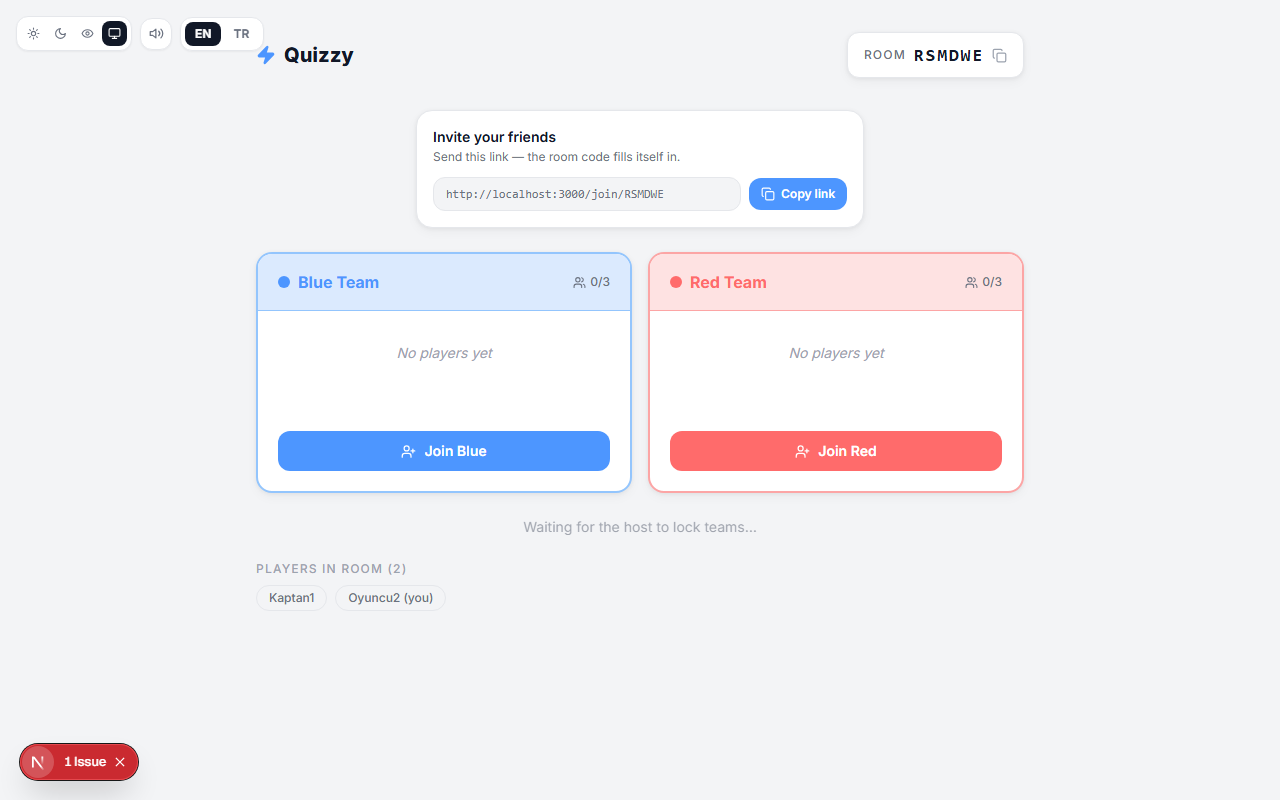 EN TR
Quizzy
ROOM RSMDWE
Invite your friends
Send this link — the room code fills itself in.
http://localhost:3000/join/RSMDWE
Copy link
Blue Team 0/3
No players yet
Join Blue
Red Team 0/3
No players yet
Join Red
Waiting for the host to lock teams...
PLAYERS IN ROOM (2)
Kaptan1 Oyuncu2 (you)
N 1 Issue